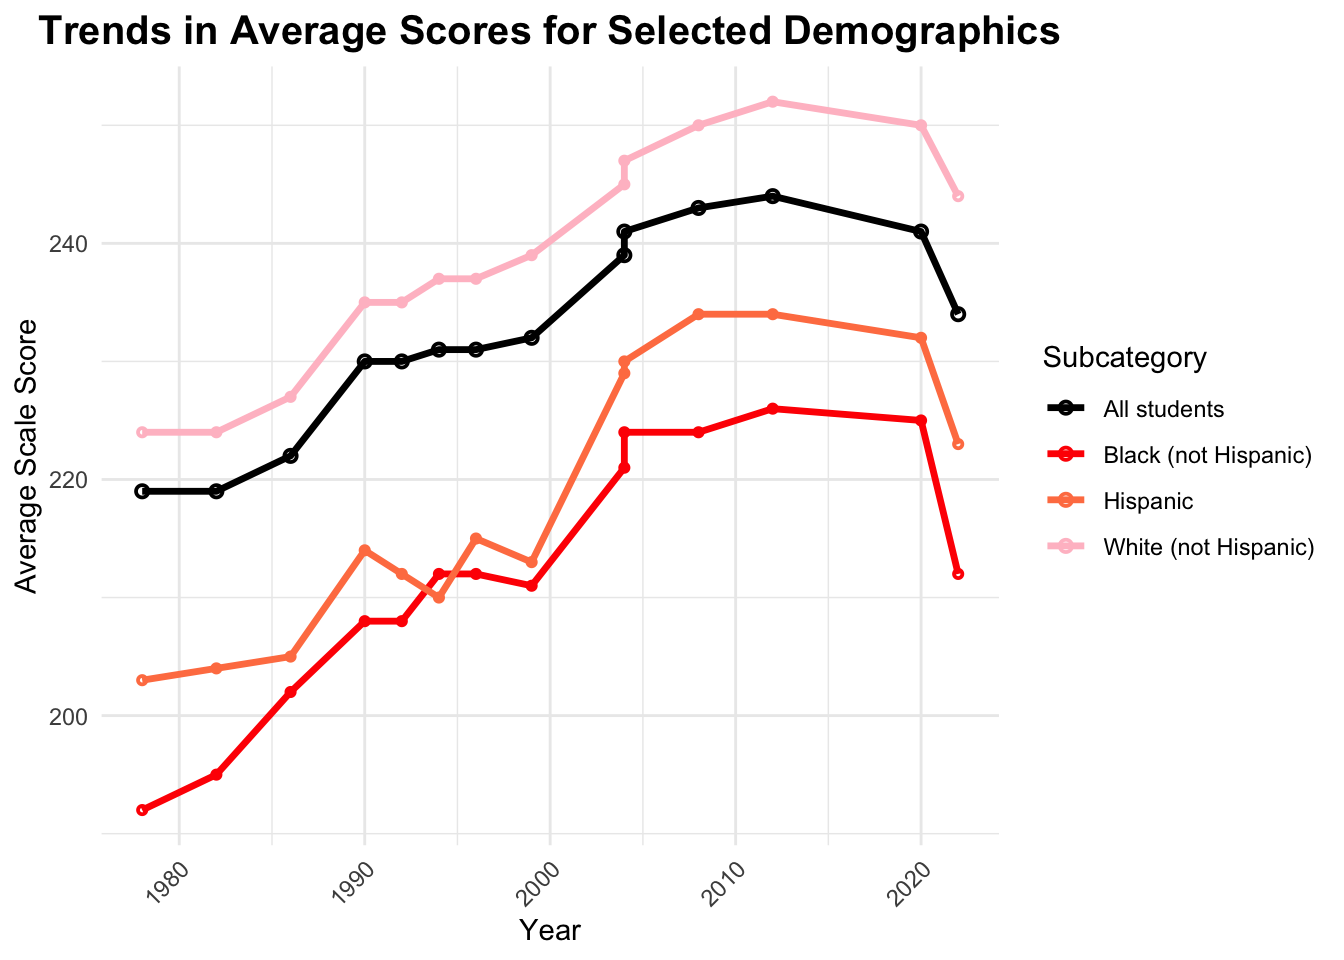 Trends in Average Scores for Selected Demographics
Average Scale Score
240
220
200
1980
1990
2000
2010
2020
Year
Subcategory
All students
Black (not Hispanic)
Hispanic
White (not Hispanic)